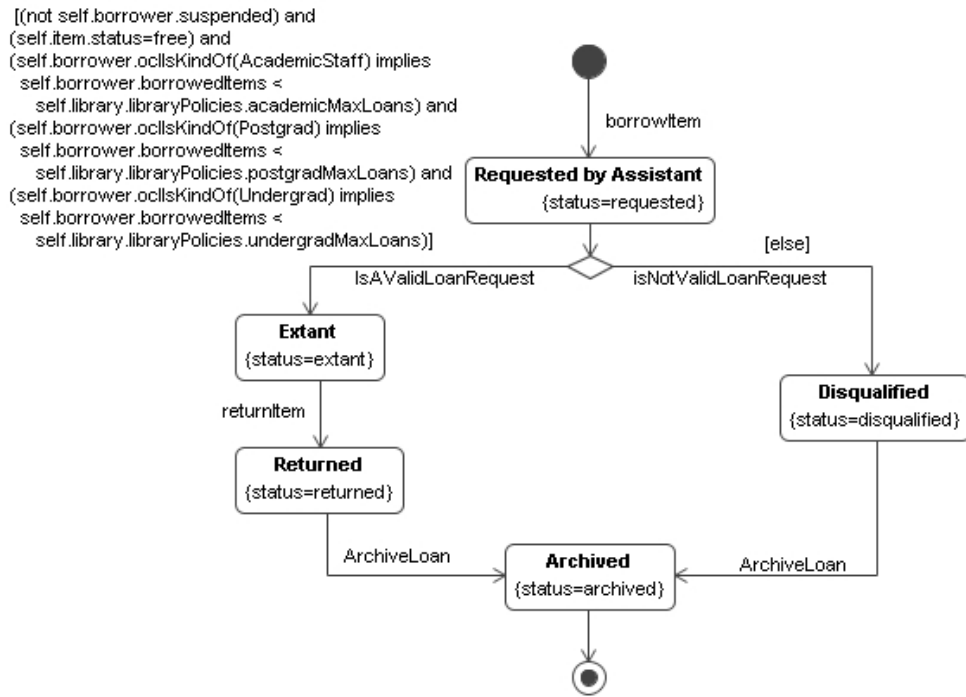 [(not self.borrower.suspended) and
(self.item.status=free) and
(self.borrower.oclIsKindOf(AcademicStaff) implies
self.borrower.borrowedItems <
self.library.libraryPolicies.academicMaxLoans) and
(self.borrower.oclIsKindOf(Postgrad) implies
self.borrower.borrowedItems <
self.library.libraryPolicies.postgradMaxLoans) and
(self.borrower.oclIsKindOf(Undergrad) implies
self.borrower.borrowedItems <
self.library.libraryPolicies.undergradMaxLoans)]
borrowItem
Requested by Assistant
{status=requested}
[else]
IsAValidLoanRequest
isNotValidLoanRequest
Extant
{status=extant}
Disqualified
{status=disqualified}
returnItem
Returned
{status=returned}
ArchiveLoan
Archived
{status=archived}
ArchiveLoan